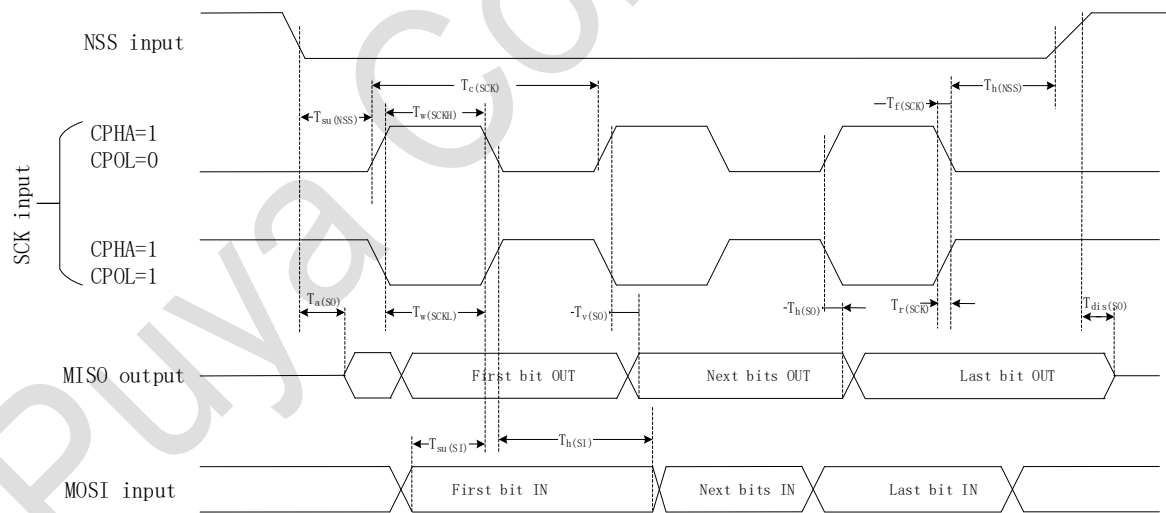 NSS input
Tc(SCK)
Tsu(NSS)
Tw(SCKH)
Tf(SCK)
Th(NSS)
SCK input
CPHA=1
CPOL=0
CPHA=1
CPOL=1
Ta(SO)
Tw(SCKL)
Tv(SO)
Th(SO)
Tr(SCK)
Tdis(SO)
MISO output
First bit OUT
Next bits OUT
Last bit OUT
Tsu(SI)
Th(SI)
MOSI input
First bit IN
Next bits IN
Last bit IN
Puya Co